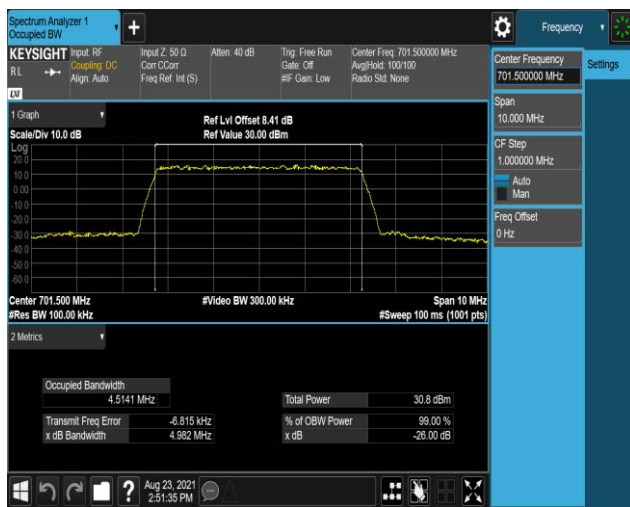 Spectrum Analyzer 1
Occupied BW
+
Frequency
KEYSIGHT
R L
LXI
Input: RF
Coupling: DC
Align: Auto
Input Z: 50 Ω
Corr CCorr
Freq Ref: Int (S)
Atten: 40 dB
Trig: Free Run
Gate: Off
#IF Gain: Low
Center Freq: 701.500000 MHz
Avg|Hold: 100/100
Radio Std: None
Center Frequency
701.500000 MHz
Settings
Span
10.000 MHz
CF Step
1.000000 MHz
Auto
Man
Freq Offset
0 Hz
1 Graph
Scale/Div 10.0 dB
Ref Lvl Offset 8.41 dB
Ref Value 30.00 dBm
Log
20.0
10.0
0.00
-10.0
-20.0
-30.0
-40.0
-50.0
-60.0
Center 701.500 MHz
#Res BW 100.00 kHz
#Video BW 300.00 kHz
Span 10 MHz
#Sweep 100 ms (1001 pts)
2 Metrics
Occupied Bandwidth
4.5141 MHz
Total Power 30.8 dBm
Transmit Freq Error -6.815 kHz
% of OBW Power 99.00 %
x dB Bandwidth 4.982 MHz
x dB -26.00 dB
?
Aug 23, 2021
2:51:35 PM